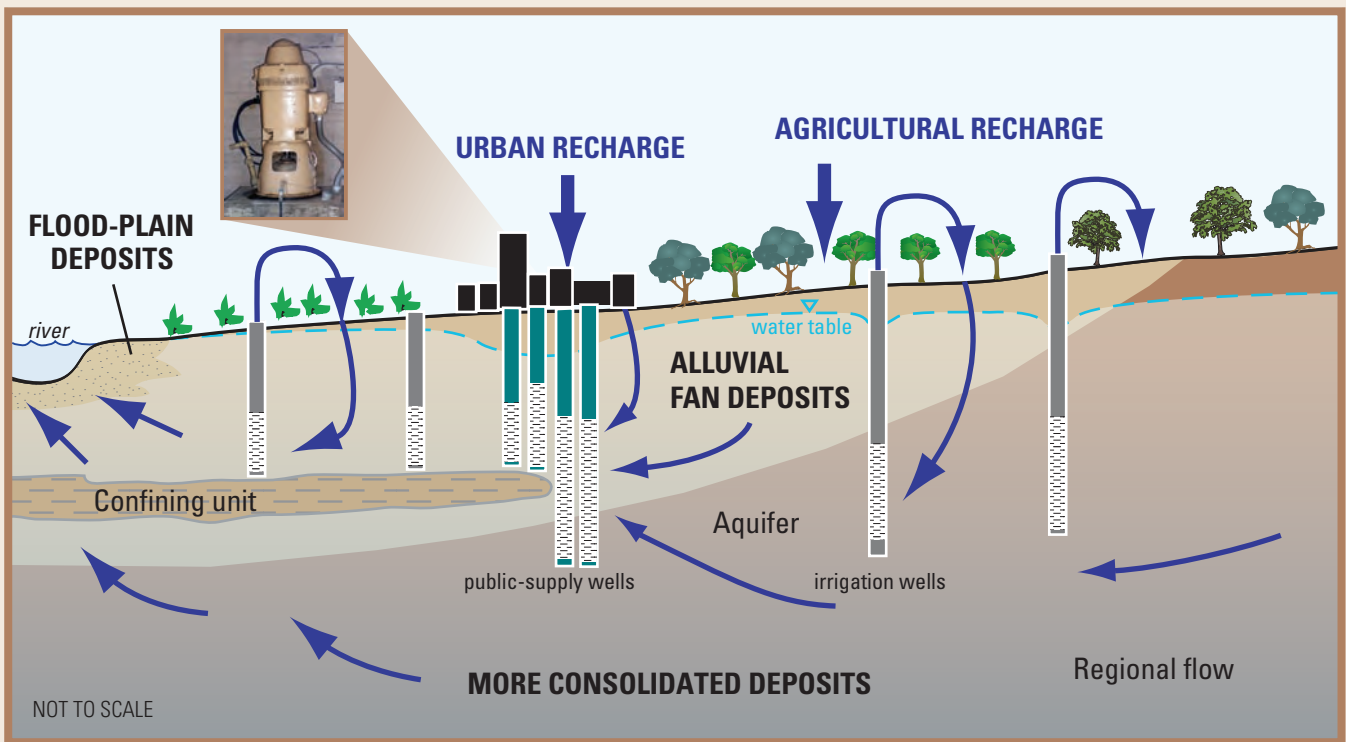 URBAN RECHARGE
AGRICULTURAL RECHARGE
FLOOD-PLAIN
DEPOSITS
river
water table
ALLUVIAL
FAN DEPOSITS
Confining unit
Aquifer
public-supply wells
irrigation wells
Regional flow
MORE CONSOLIDATED DEPOSITS
NOT TO SCALE